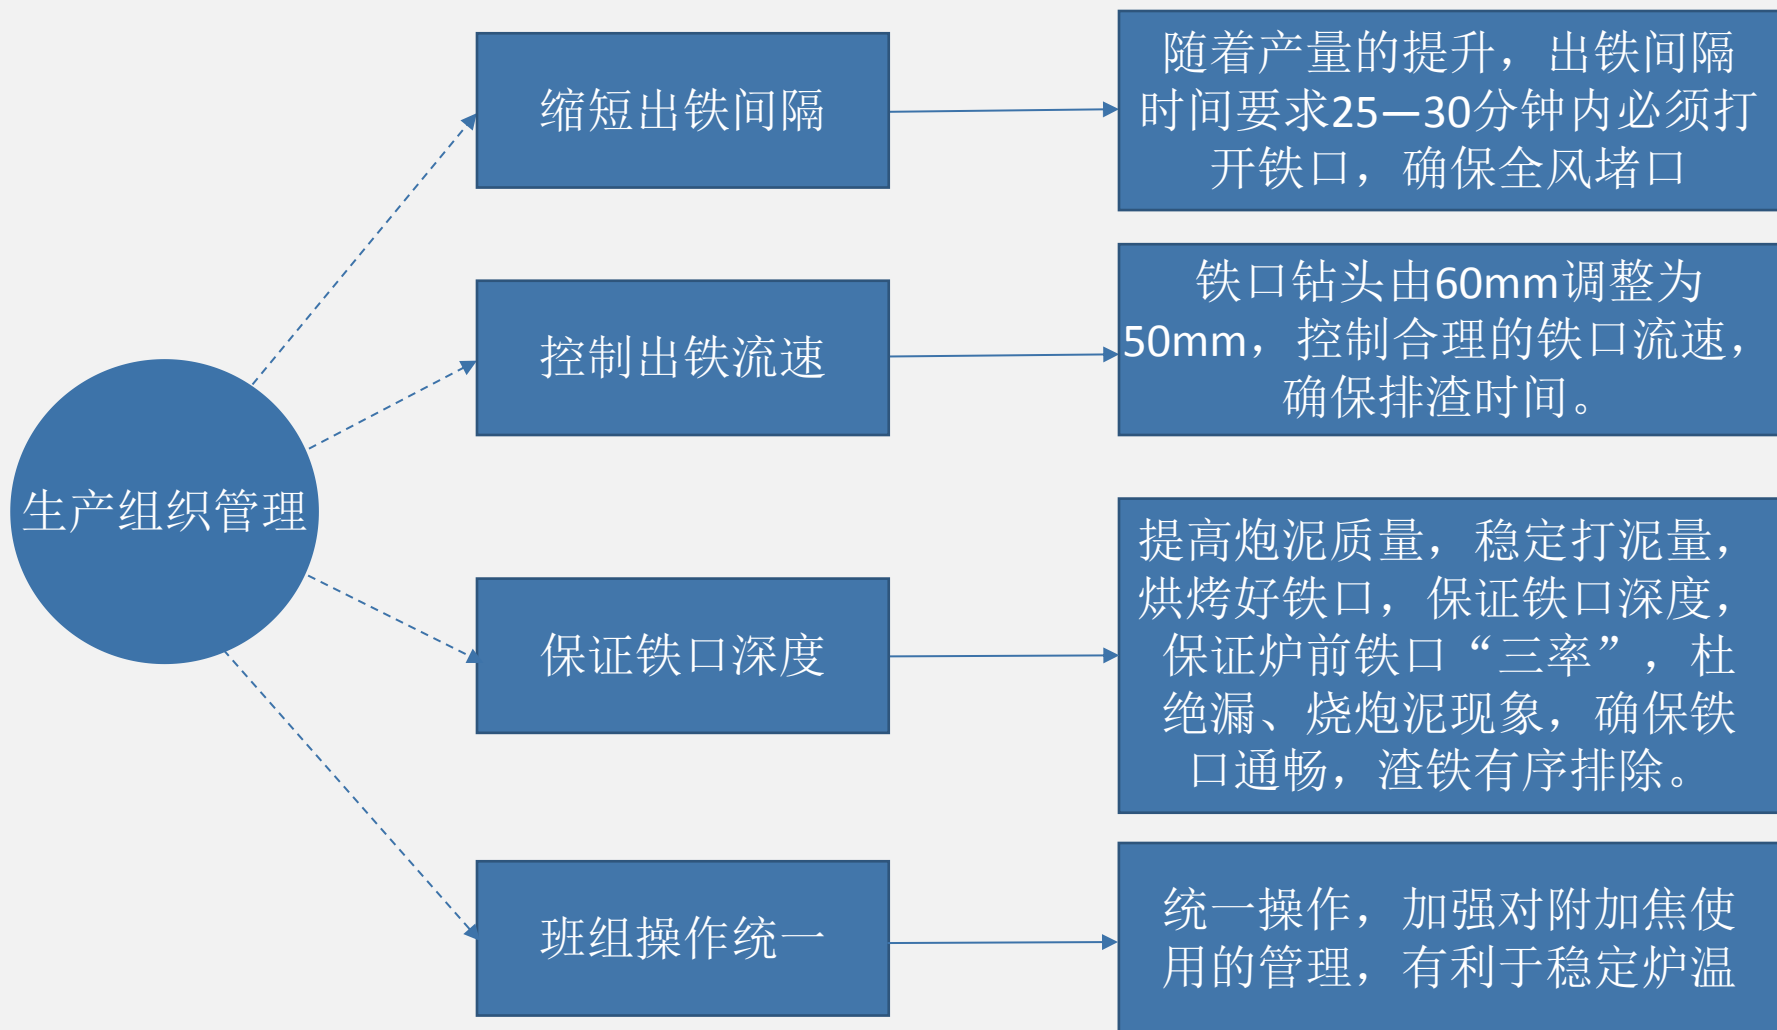 生产组织管理
缩短出铁间隔
随着产量的提升，出铁间隔
时间要求25—30分钟内必须打
开铁口，确保全风堵口
控制出铁流速
铁口钻头由60mm调整为
50mm，控制合理的铁口流速，
确保排渣时间。
保证铁口深度
提高炮泥质量，稳定打泥量，
烘烤好铁口，保证铁口深度，
保证炉前铁口“三率”，杜
绝漏、烧炮泥现象，确保铁
口通畅，渣铁有序排除。
班组操作统一
统一操作，加强对附加焦使
用的管理，有利于稳定炉温